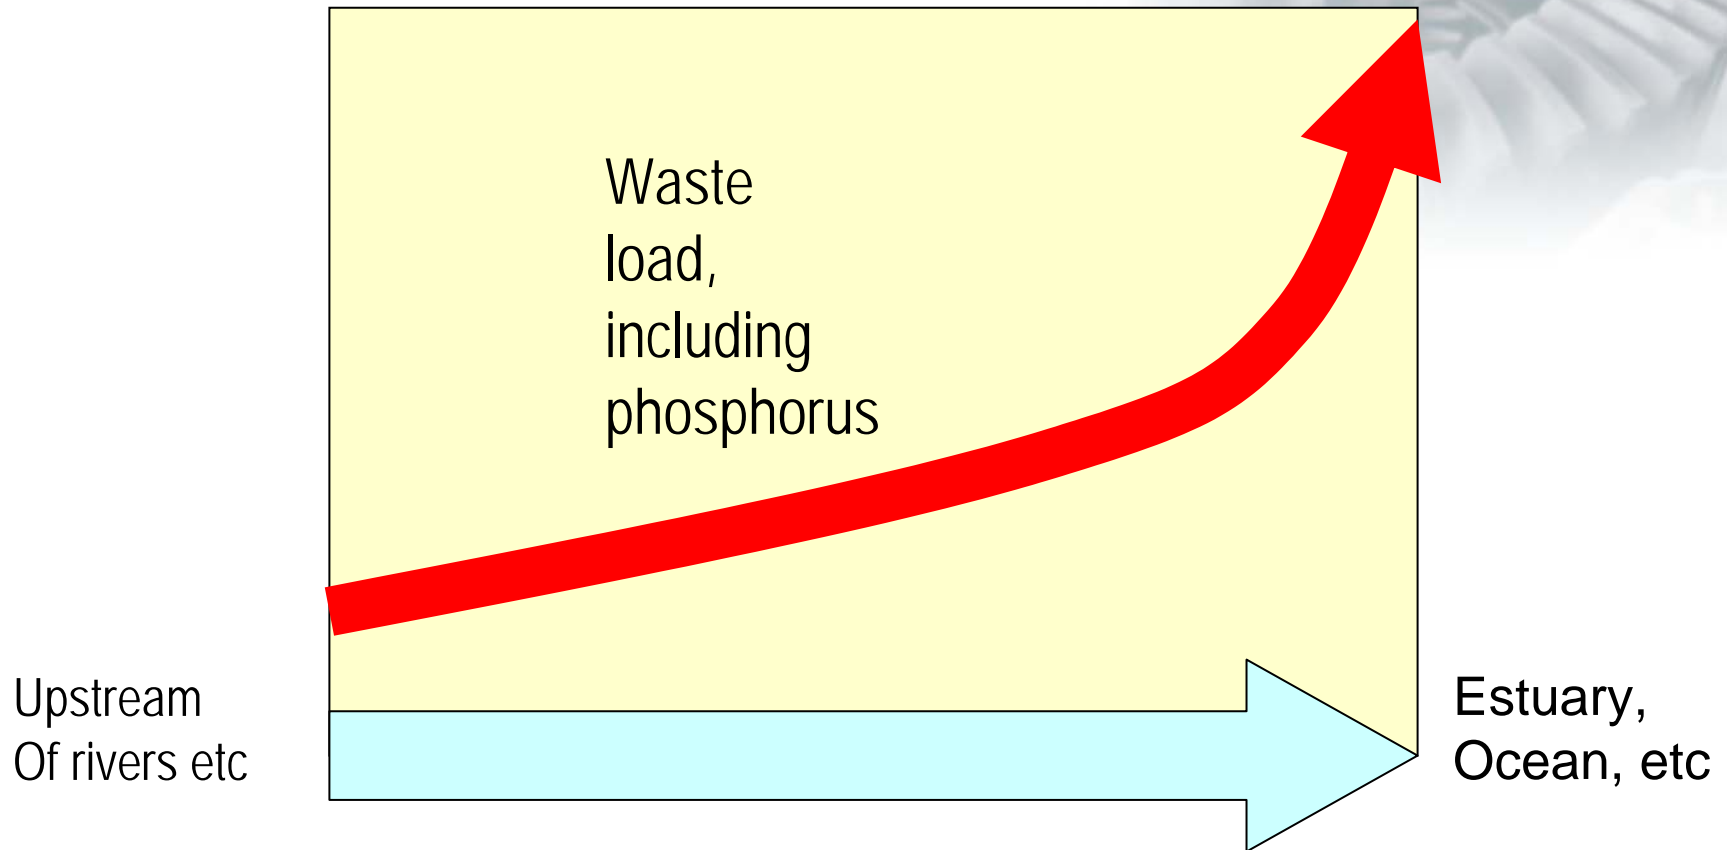 Waste
load,
including
phosphorus
Upstream
Of rivers etc
Estuary,
Ocean, etc